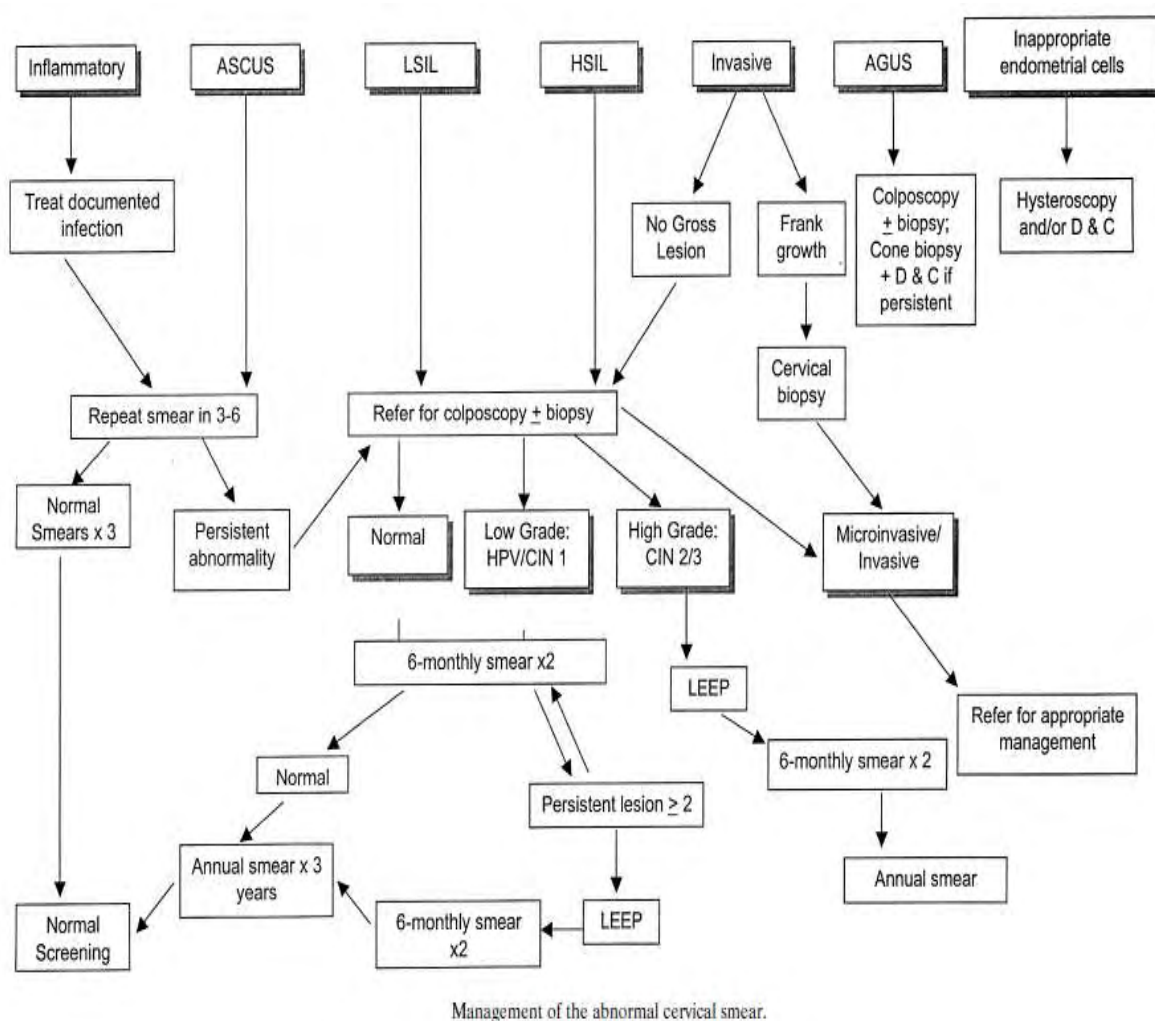 Inflammatory
ASCUS
LSIL
HSIL
Invasive
AGUS
Inappropriate
endometrial cells
Treat documented
infection
No Gross
Lesion
Frank
growth
Colposcopy
± biopsy;
Cone biopsy
+ D & C if
persistent
Hysteroscopy
and/or D & C
Cervical
biopsy
Repeat smear in 3-6
Refer for colposcopy ± biopsy
Normal
Smears x 3
Persistent
abnormality
Normal
Low Grade:
HPV/CIN 1
High Grade:
CIN 2/3
Microinvasive/
Invasive
6-monthly smear x2
LEEP
Refer for appropriate
management
Normal
6-monthly smear x 2
Persistent lesion ≥ 2
Annual smear x 3
years
Annual smear
Normal
Screening
6-monthly smear
x2
LEEP
Management of the abnormal cervical smear.